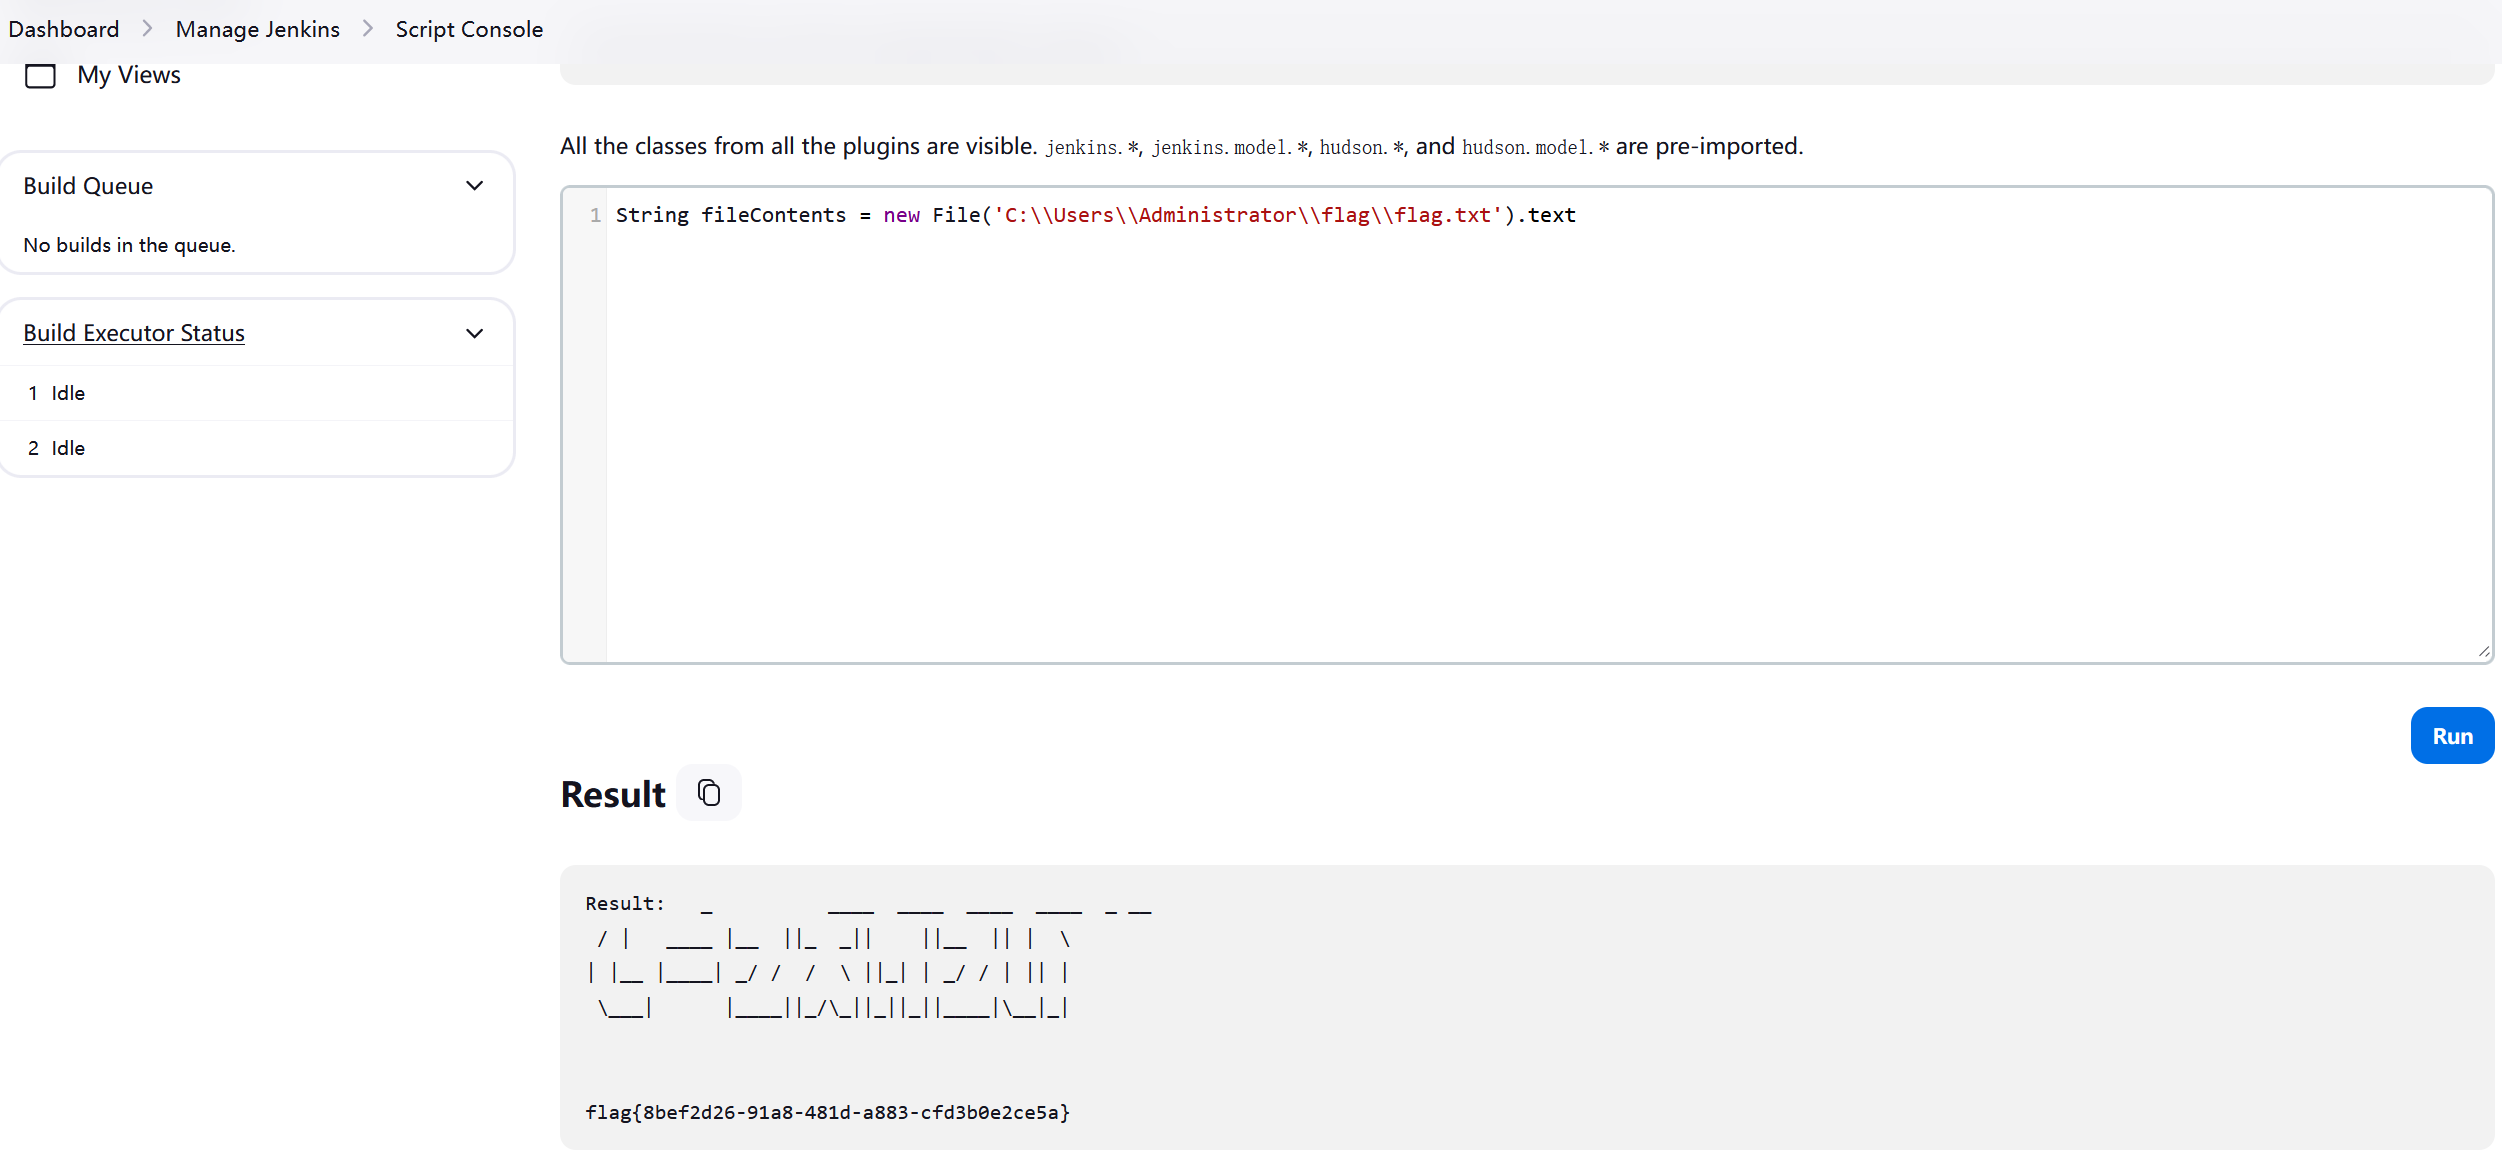 Dashboard > Manage Jenkins > Script Console
My Views
Build Queue
No builds in the queue.
Build Executor Status
1 Idle
2 Idle
All the classes from all the plugins are visible. jenkins.*, jenkins.model.*, hudson.*, and hudson.model.* are pre-imported.
1 String fileContents = new File('C:\\Users\\Administrator\\flag\\flag.txt').text
Run
Result
Result:   _          ____  ____  ____  ____  _ __
 / |   ____ |__  ||_  _||    ||__  || |  \
| |__ |____| _/ /  /  \ ||_| | _/ / | || |
 \___|      |____||_/\_||_||_||____|\__|_|
flag{8bef2d26-91a8-481d-a883-cfd3b0e2ce5a}